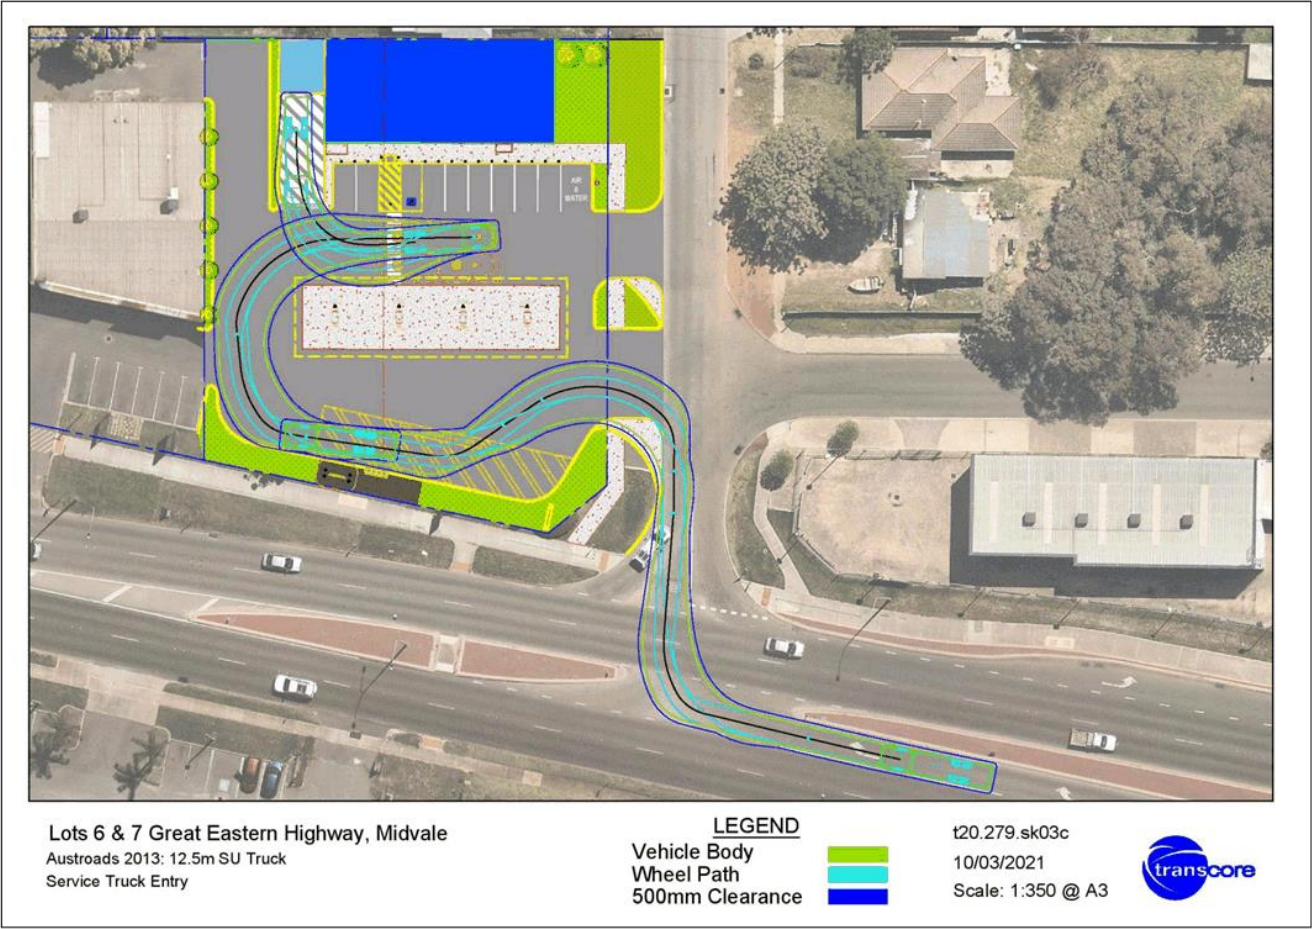 AIR
&
WATER
Lots 6 & 7 Great Eastern Highway, Midvale
Austroads 2013: 12.5m SU Truck
Service Truck Entry
LEGEND
Vehicle Body
Wheel Path
500mm Clearance
t20.279.sk03c
10/03/2021
Scale: 1:350 @ A3
transcore